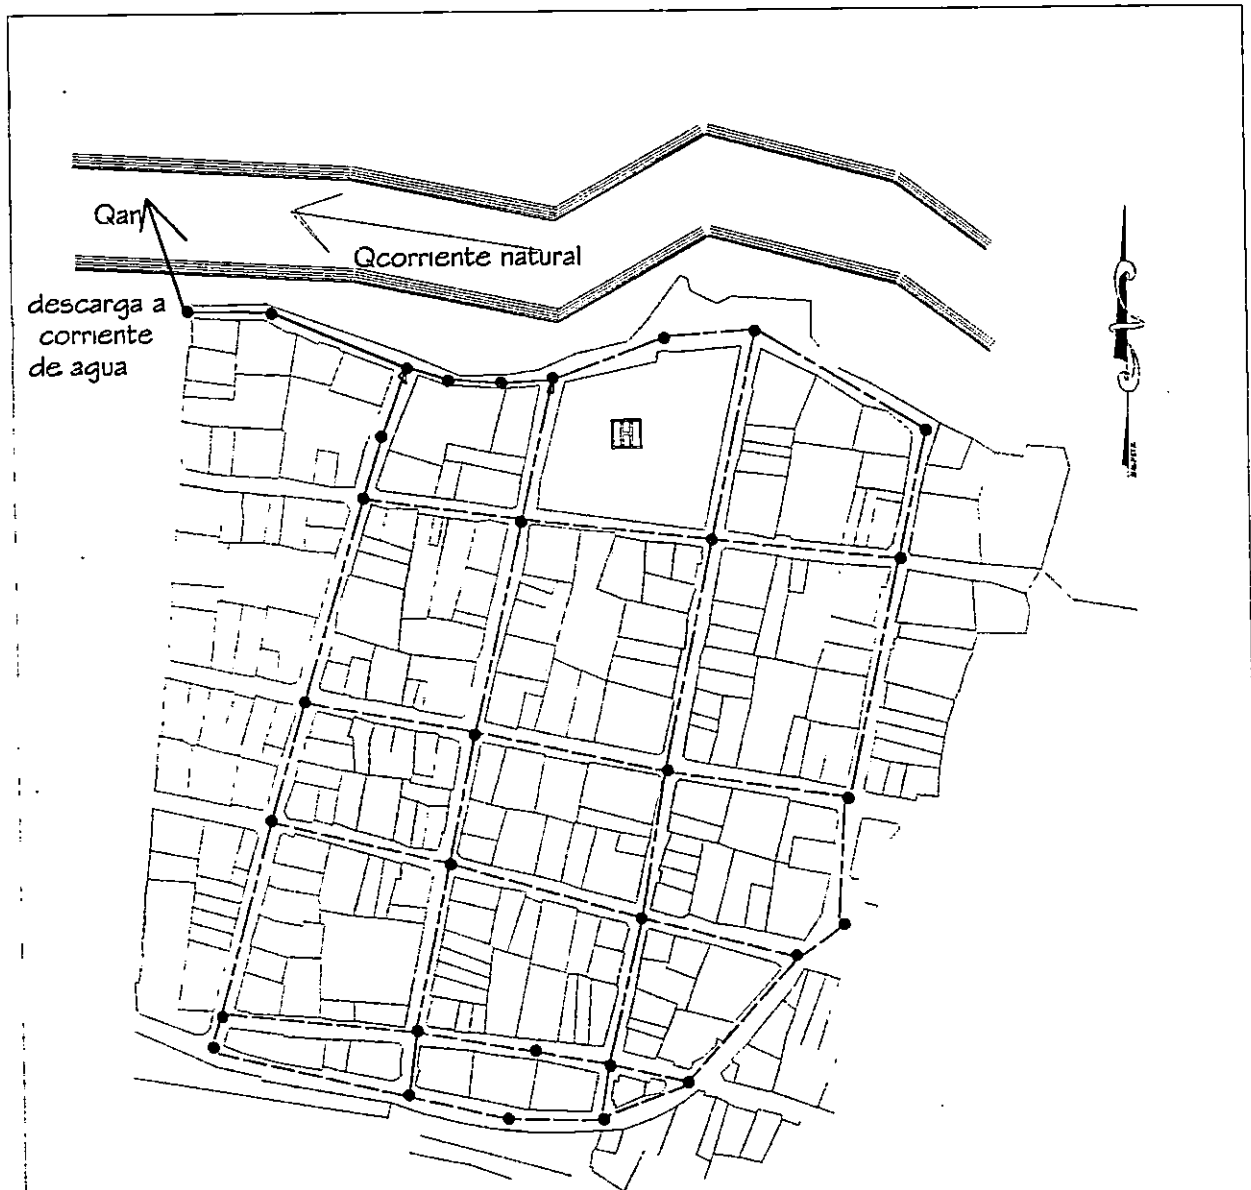 Qan
Qcorriente natural
descarga a
corriente
de agua
H